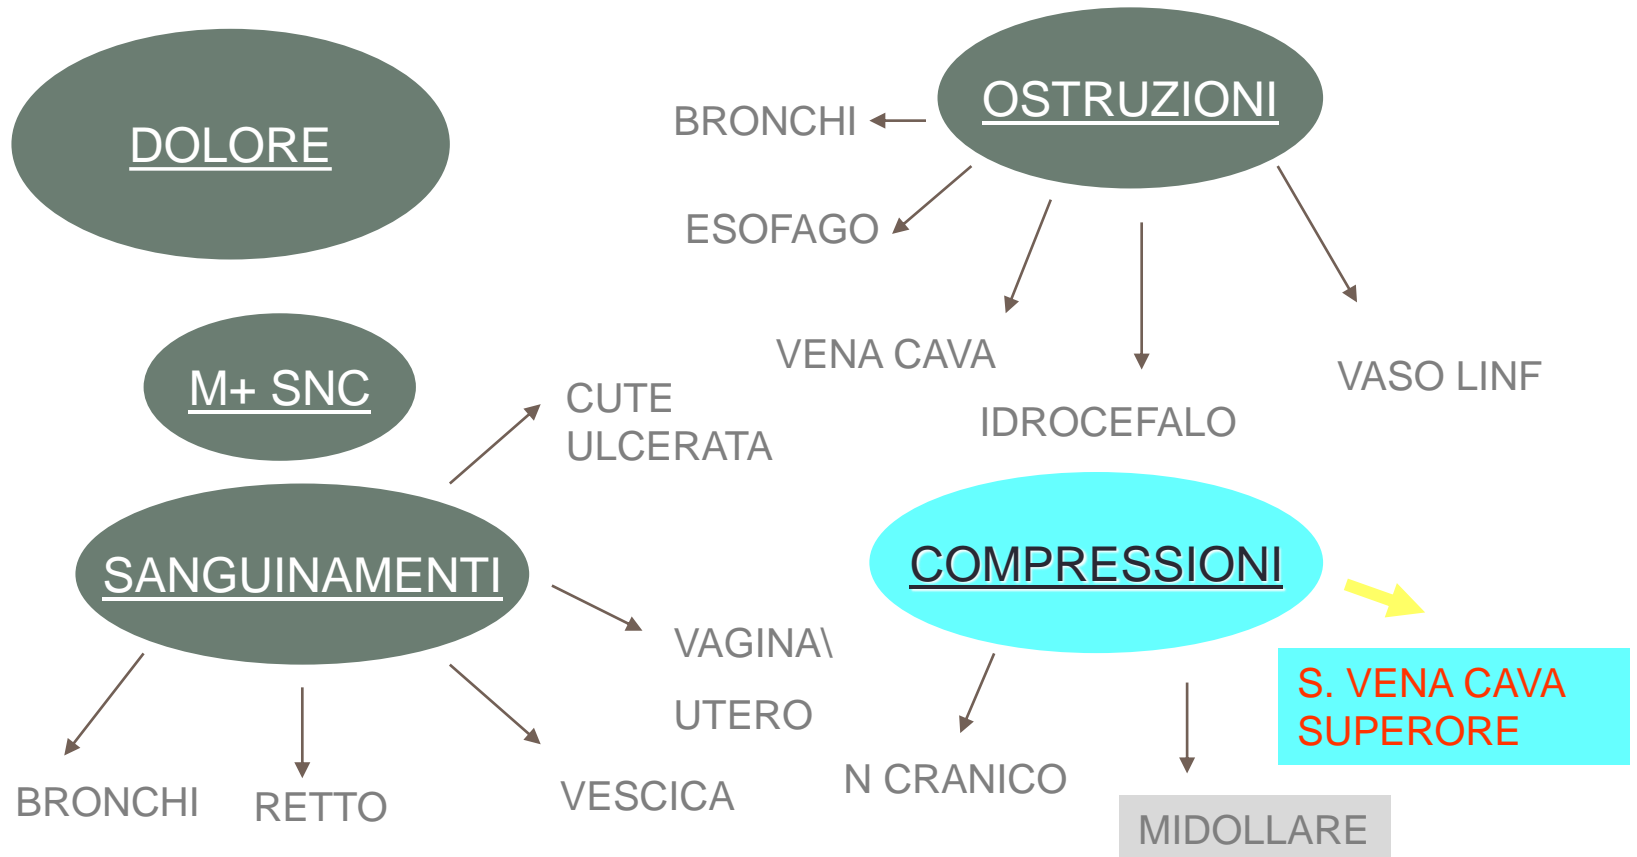 DOLORE
OSTRUZIONI
BRONCHI
ESOFAGO
VENA CAVA
IDROCEFALO
VASO LINF
M+ SNC
CUTE
ULCERATA
SANGUINAMENTI
VAGINA\
UTERO
BRONCHI
RETTO
VESCICA
COMPRESSIONI
S. VENA CAVA
SUPERORE
N CRANICO
MIDOLLARE